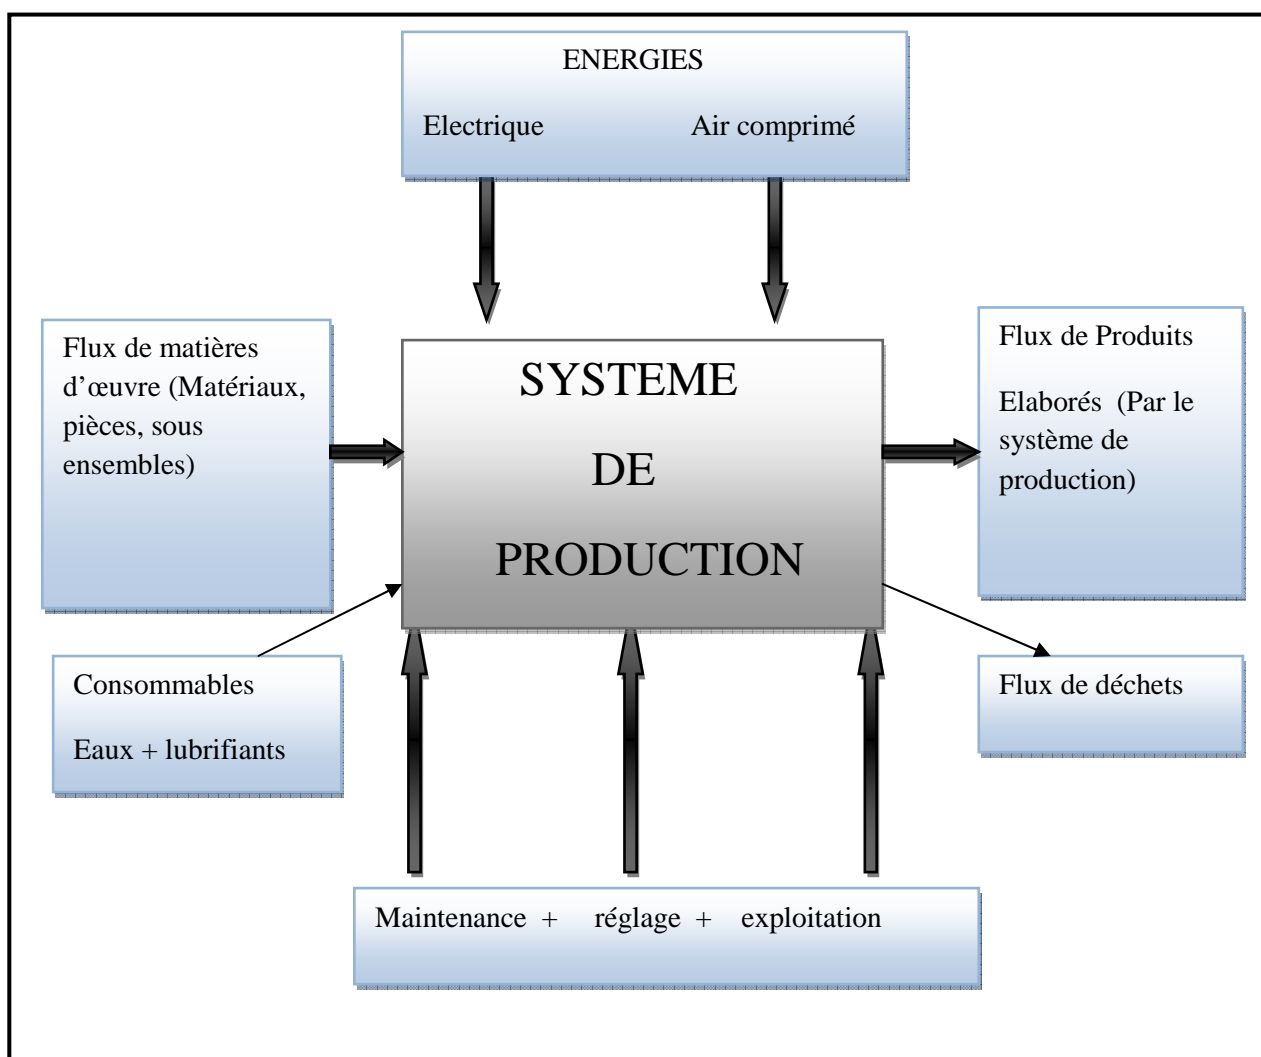 ENERGIES
Electrique Air comprimé
Flux de matières
d’œuvre (Matériaux,
pièces, sous
ensembles)
SYSTEME
DE
PRODUCTION
Flux de Produits
Elaborés (Par le
système de
production)
Consommables
Eaux + lubrifiants
Flux de déchets
Maintenance + réglage + exploitation